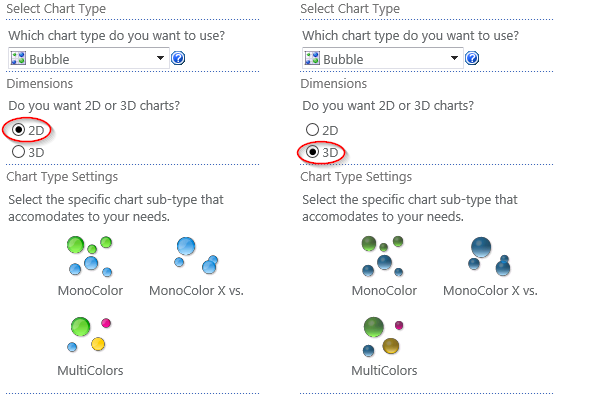 Select Chart Type
Which chart type do you want to use?
Bubble
Dimensions
Do you want 2D or 3D charts?
2D
3D
Chart Type Settings
Select the specific chart sub-type that
accomodates to your needs.
MonoColor MonoColor X vs.
MultiColors
Select Chart Type
Which chart type do you want to use?
Bubble
Dimensions
Do you want 2D or 3D charts?
2D
3D
Chart Type Settings
Select the specific chart sub-type that
accomodates to your needs.
MonoColor MonoColor X vs.
MultiColors